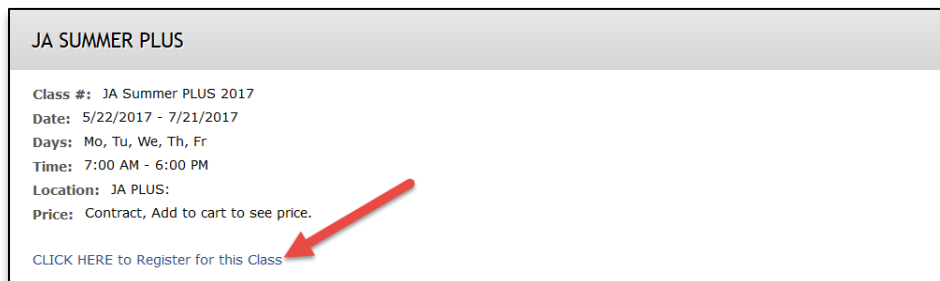 JA SUMMER PLUS
Class #: JA Summer PLUS 2017
Date: 5/22/2017 - 7/21/2017
Days: Mo, Tu, We, Th, Fr
Time: 7:00 AM - 6:00 PM
Location: JA PLUS:
Price: Contract, Add to cart to see price.
CLICK HERE to Register for this Class